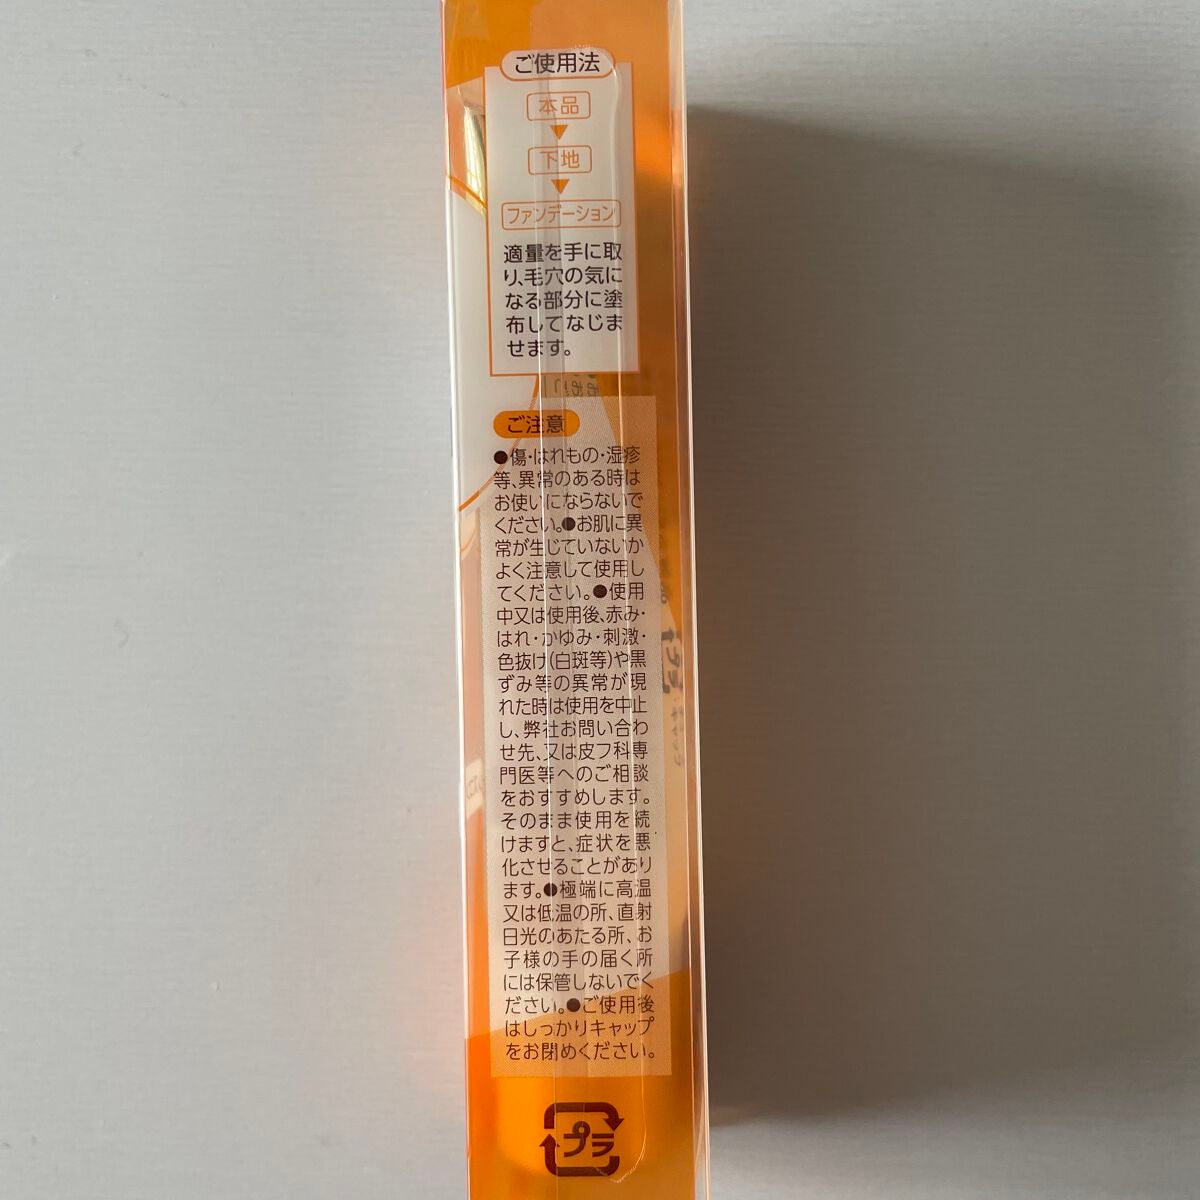 ご使用法
本品
下地
ファンデーション
適量を手に取
り、毛穴の気に
なる部分に塗
布してなじま
せます。
ご注意
●傷・はれもの・湿疹
等、異常のある時は
お使いにならないで
ください。●お肌に異
常が生じていないか
よく注意して使用し
てください。●使用
中又は使用後、赤み・
はれ・かゆみ・刺激・
色抜け(白斑等)や黒
ずみ等の異常が現
れた時は使用を中止
し、弊社お問い合わ
せ先、又は皮フ科専
門医等へのご相談
をおすすめします。
そのまま使用を続
けますと、症状を悪
化させることがあり
ます。●極端に高温
又は低温の所、直射
日光のあたる所、お
子様の手の届く所
には保管しないでく
ださい。●ご使用後
はしっかりキャップ
をお閉めください。
プラ